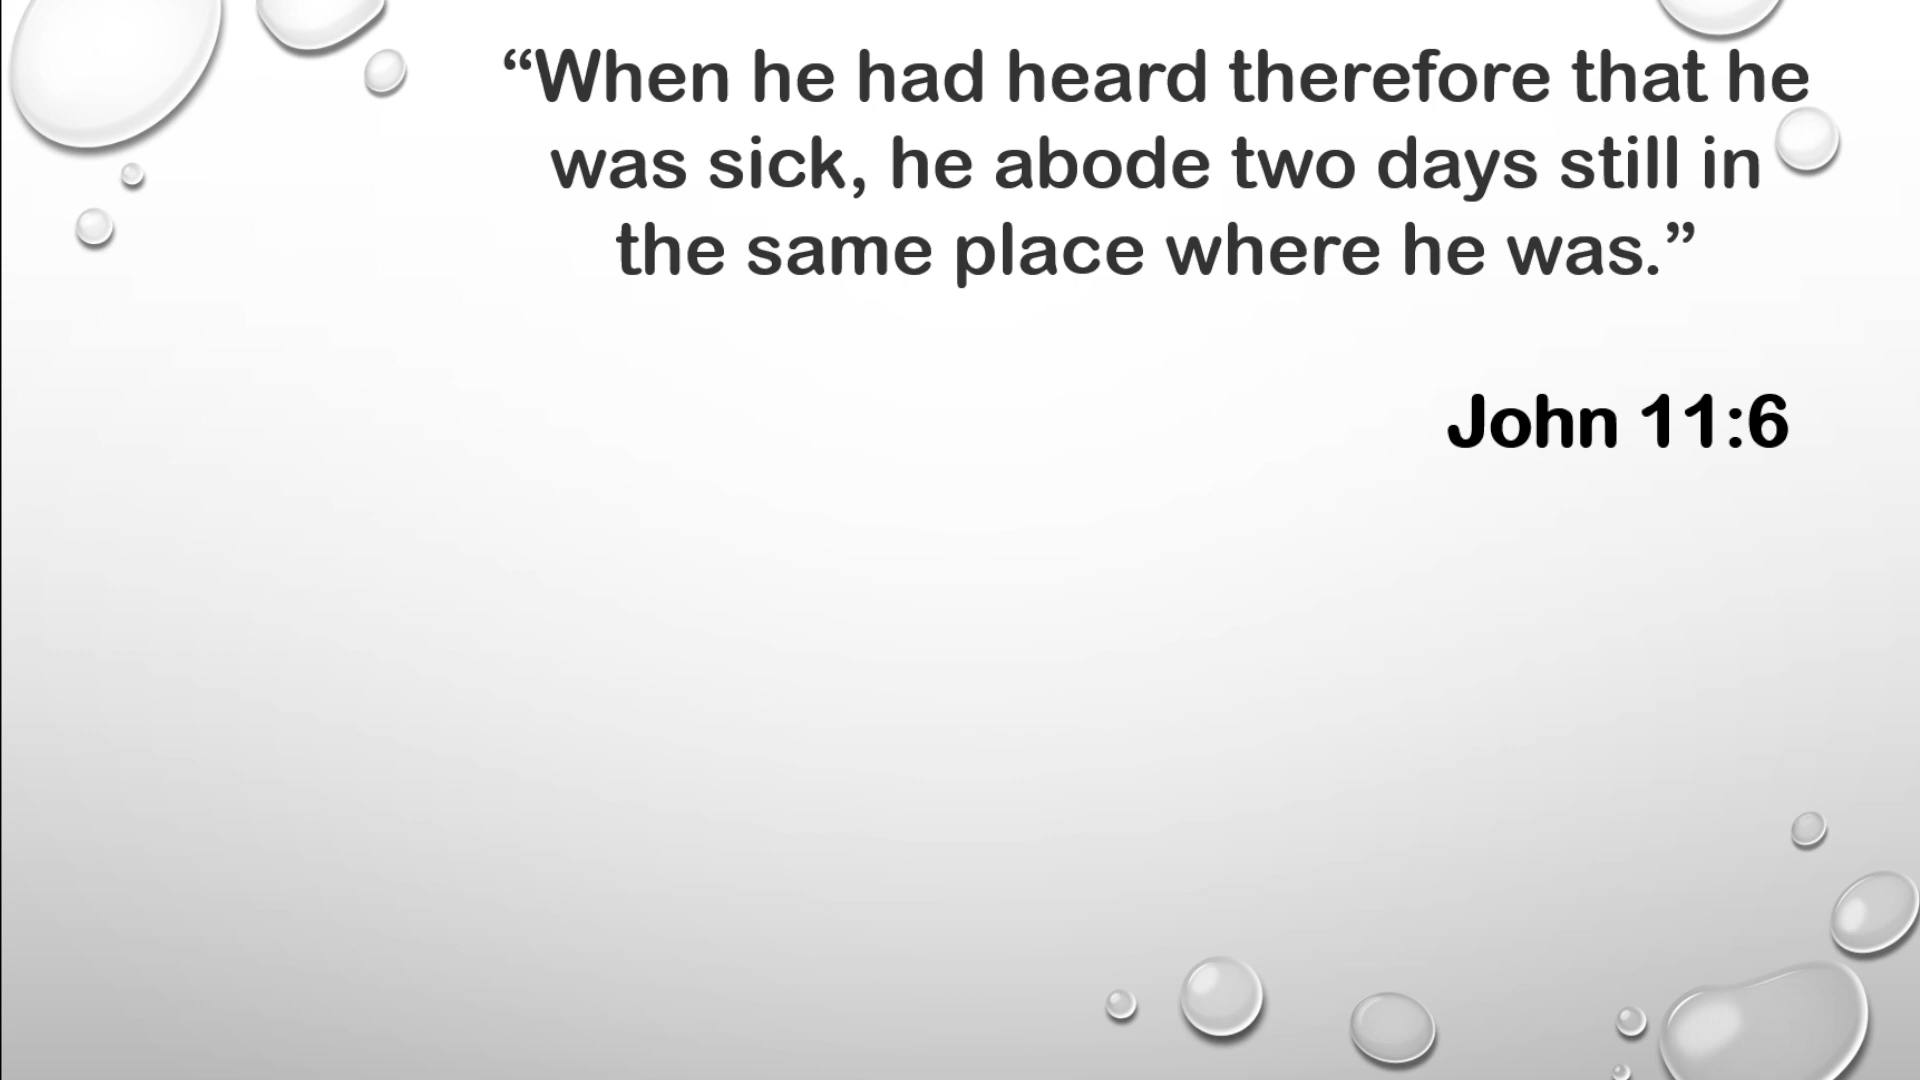 “When he had heard therefore that he
was sick, he abode two days still in
the same place where he was.”
John 11:6